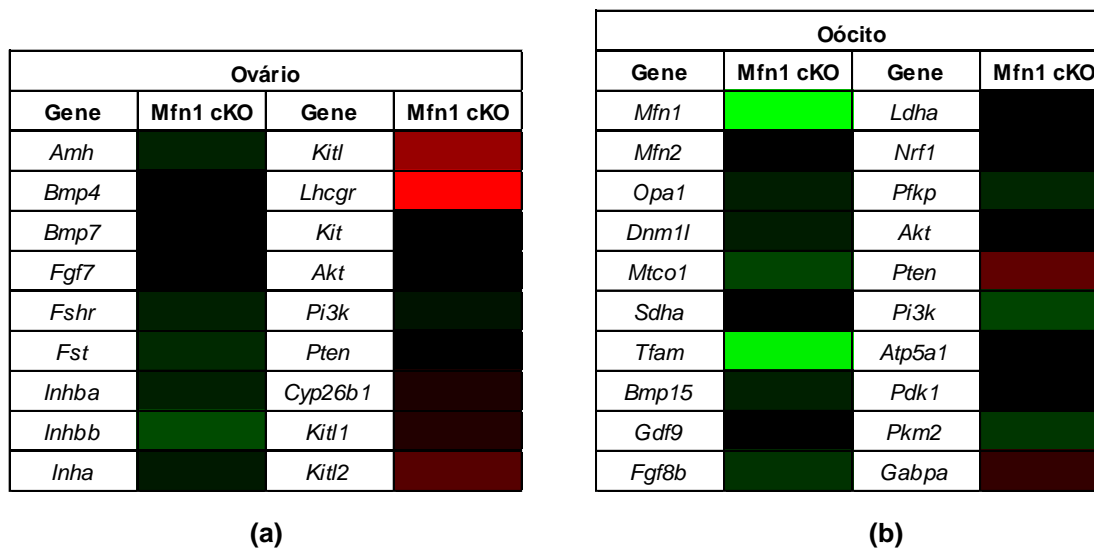 Ovário
Gene Mfn1 cKO Gene Mfn1 cKO
Amh Kitl
Bmp4 Lhcgr
Bmp7 Kit
Fgf7 Akt
Fshr Pi3k
Fst Pten
Inhba Cyp26b1
Inhbb Kitl1
Inha Kitl2
(a)
Oócito
Gene Mfn1 cKO Gene Mfn1 cKO
Mfn1 Ldha
Mfn2 Nrf1
Opa1 Pfkp
Dnm1l Akt
Mtco1 Pten
Sdha Pi3k
Tfam Atp5a1
Bmp15 Pdk1
Gdf9 Pkm2
Fgf8b Gabpa
(b)